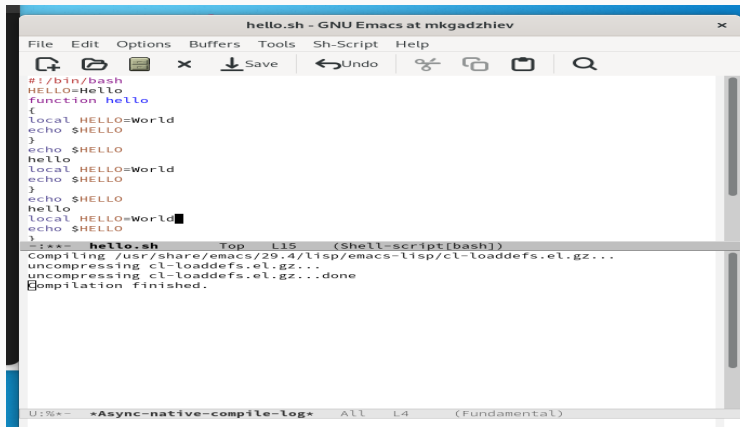 hello.sh - GNU Emacs at mkgadzhiev
File Edit Options Buffers Tools Sh-Script Help
Save Undo
#!/bin/bash
HELLO=Hello
function hello
{
local HELLO=World
echo $HELLO
}
echo $HELLO
hello
local HELLO=World
echo $HELLO
}
echo $HELLO
hello
local HELLO=World
echo $HELLO
}
-:**- hello.sh Top L15 (Shell-script[bash])
Compiling /usr/share/emacs/29.4/lisp/emacs-lisp/cl-loaddefs.el.gz...
uncompressing cl-loaddefs.el.gz...
uncompressing cl-loaddefs.el.gz...done
Compilation finished.
U:%*- *Async-native-compile-log* All L4 (Fundamental)